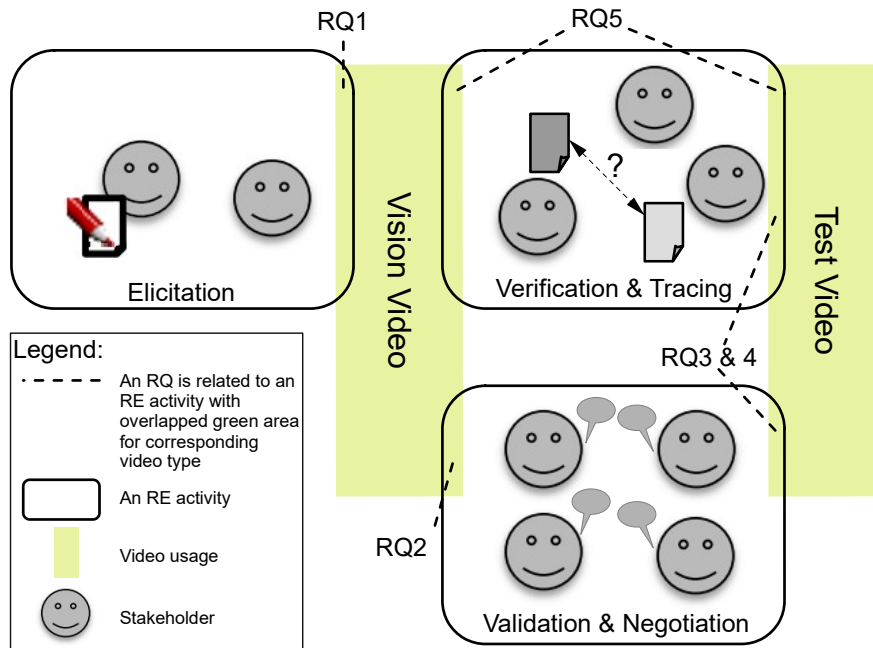 RQ1
RQ5
?
Vision Video
Test Video
Elicitation
Verification & Tracing
RQ3 & 4
Legend:
An RQ is related to an
RE activity with
overlapped green area
for corresponding
video type
An RE activity
Video usage
Stakeholder
RQ2
Validation & Negotiation